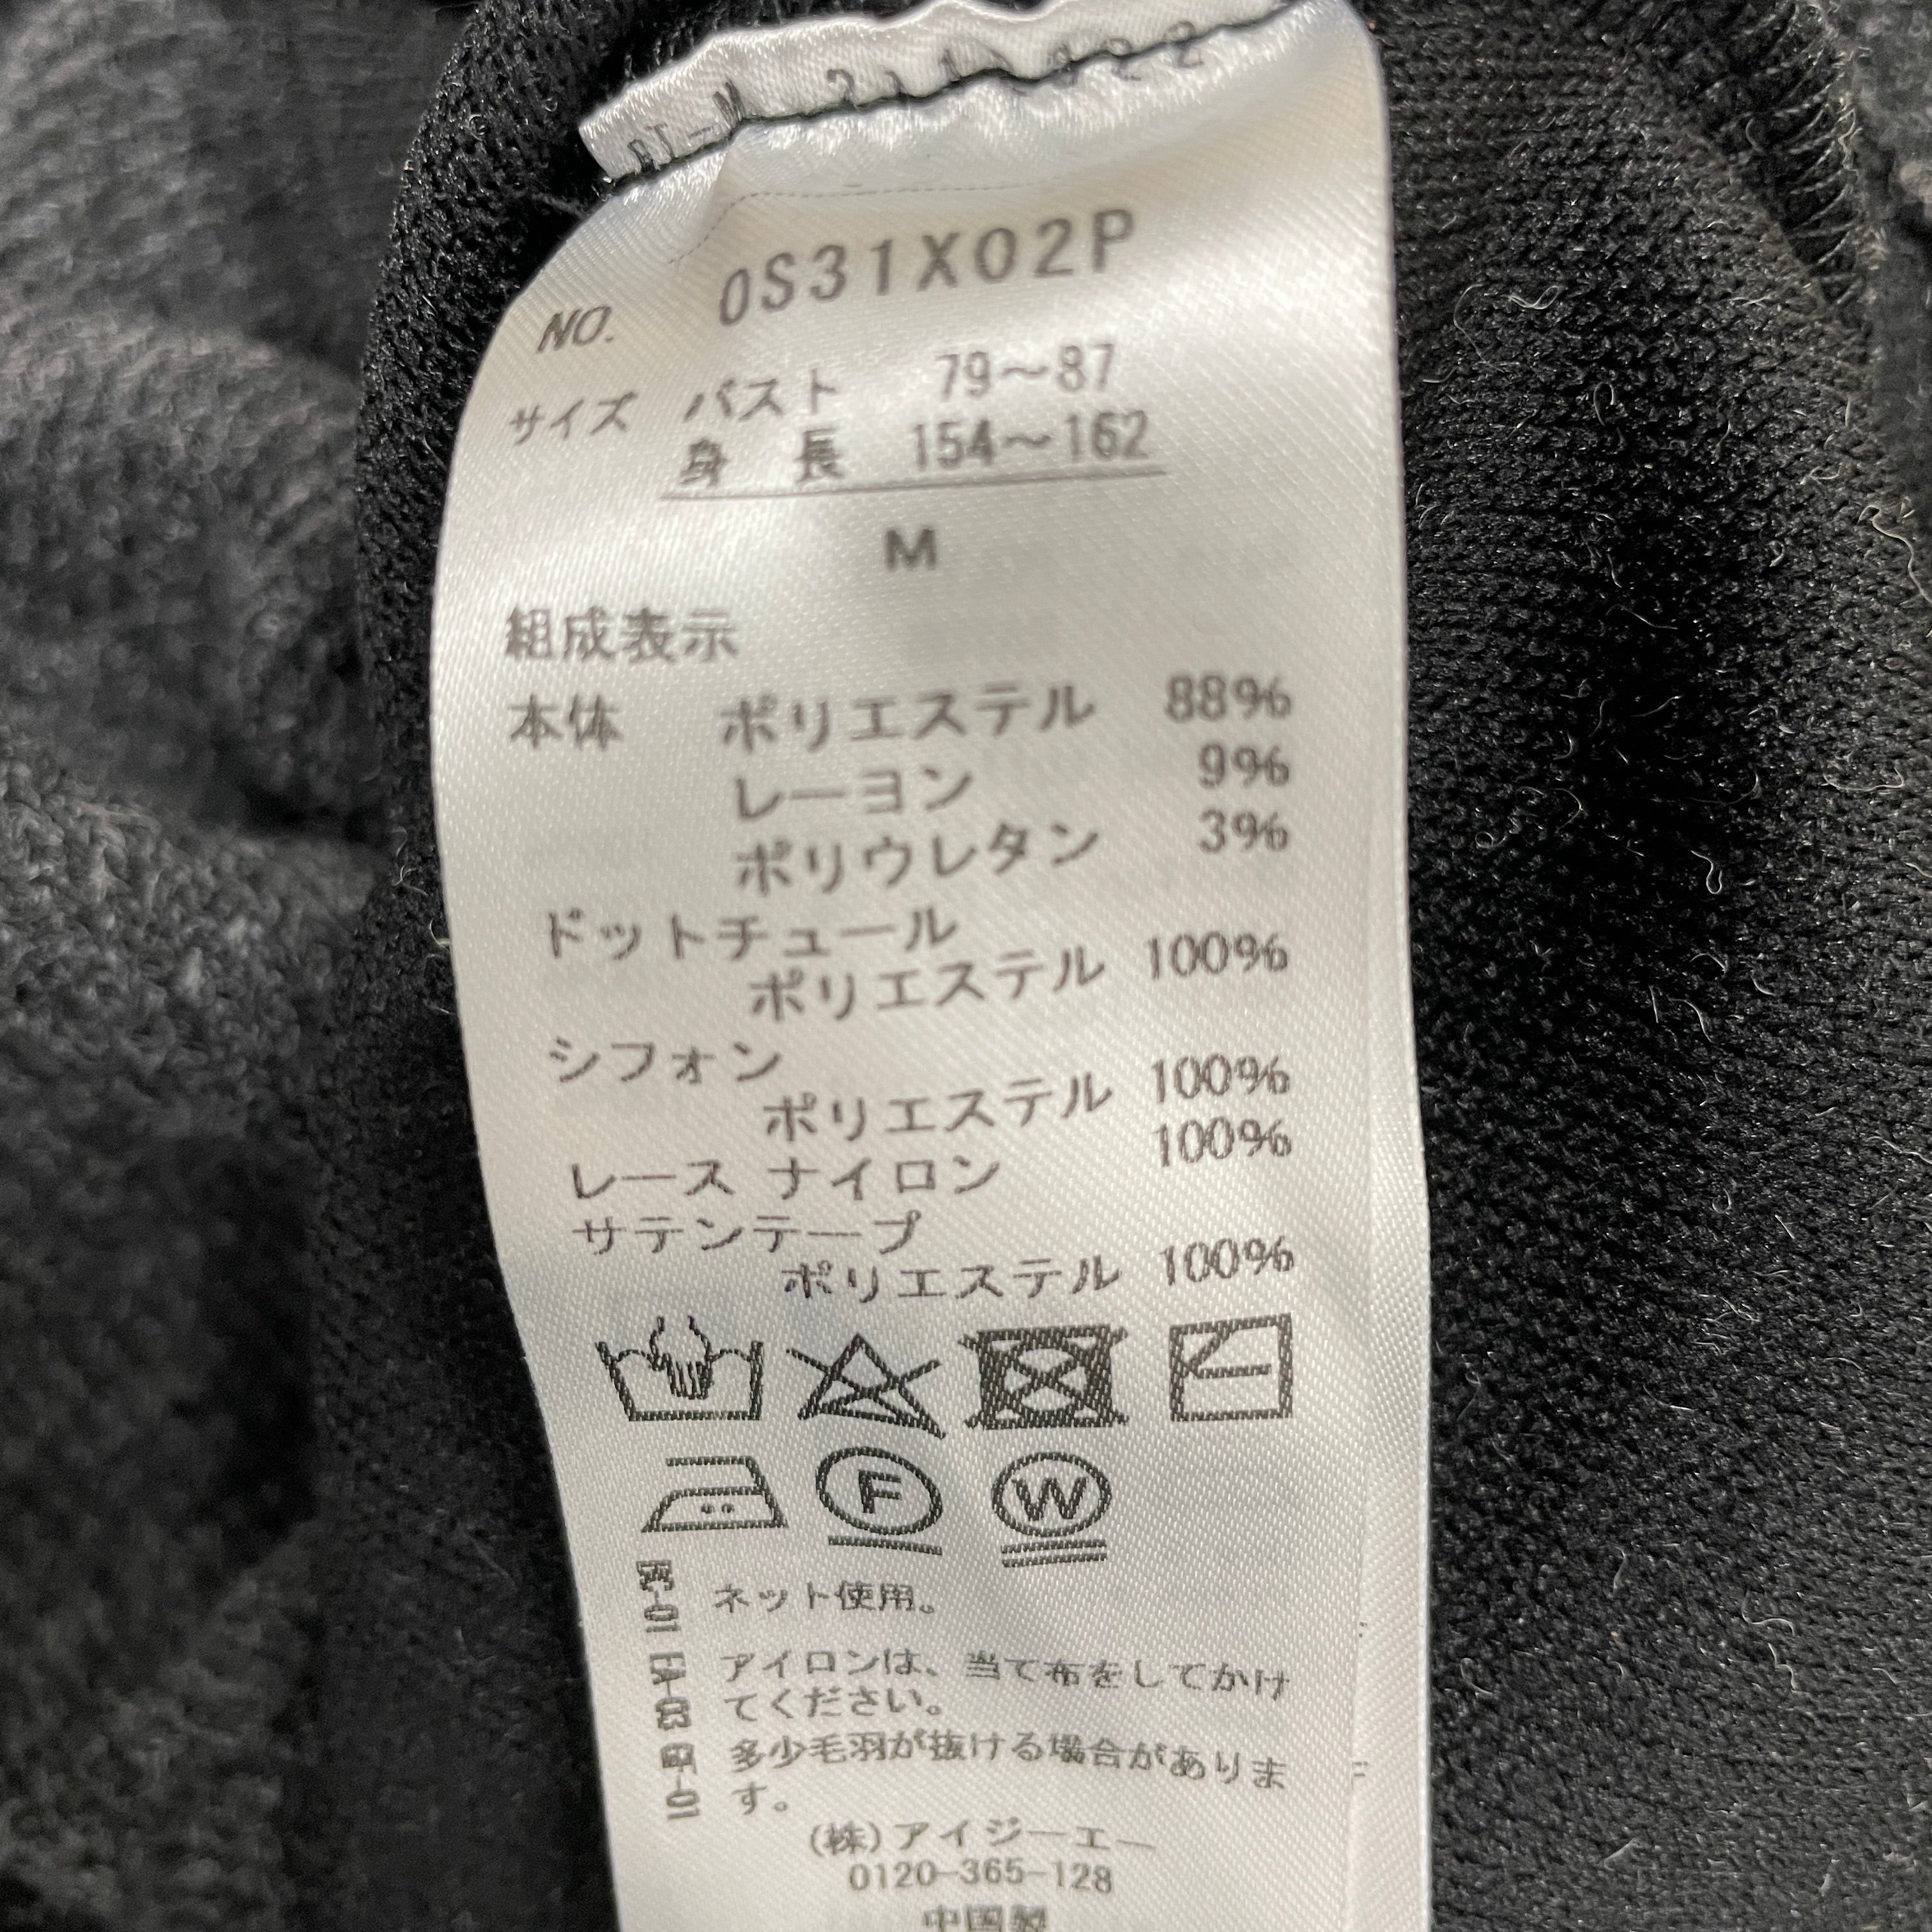 NO. 0S31X02P
サイズ バスト 79～87
身 長 154～162
M
組成表示
本体 ポリエステル 88%
レーヨン 9%
ポリウレタン 3%
ドットチュール
ポリエステル 100%
シフォン
ポリエステル 100%
レース ナイロン 100%
サテンテープ
ポリエステル 100%
F W
ネット使用。
アイロンは、当て布をしてかけ
てください。
多少毛羽が抜ける場合がありま
す。
(株)アイジーエー
0120-365-128
中国製